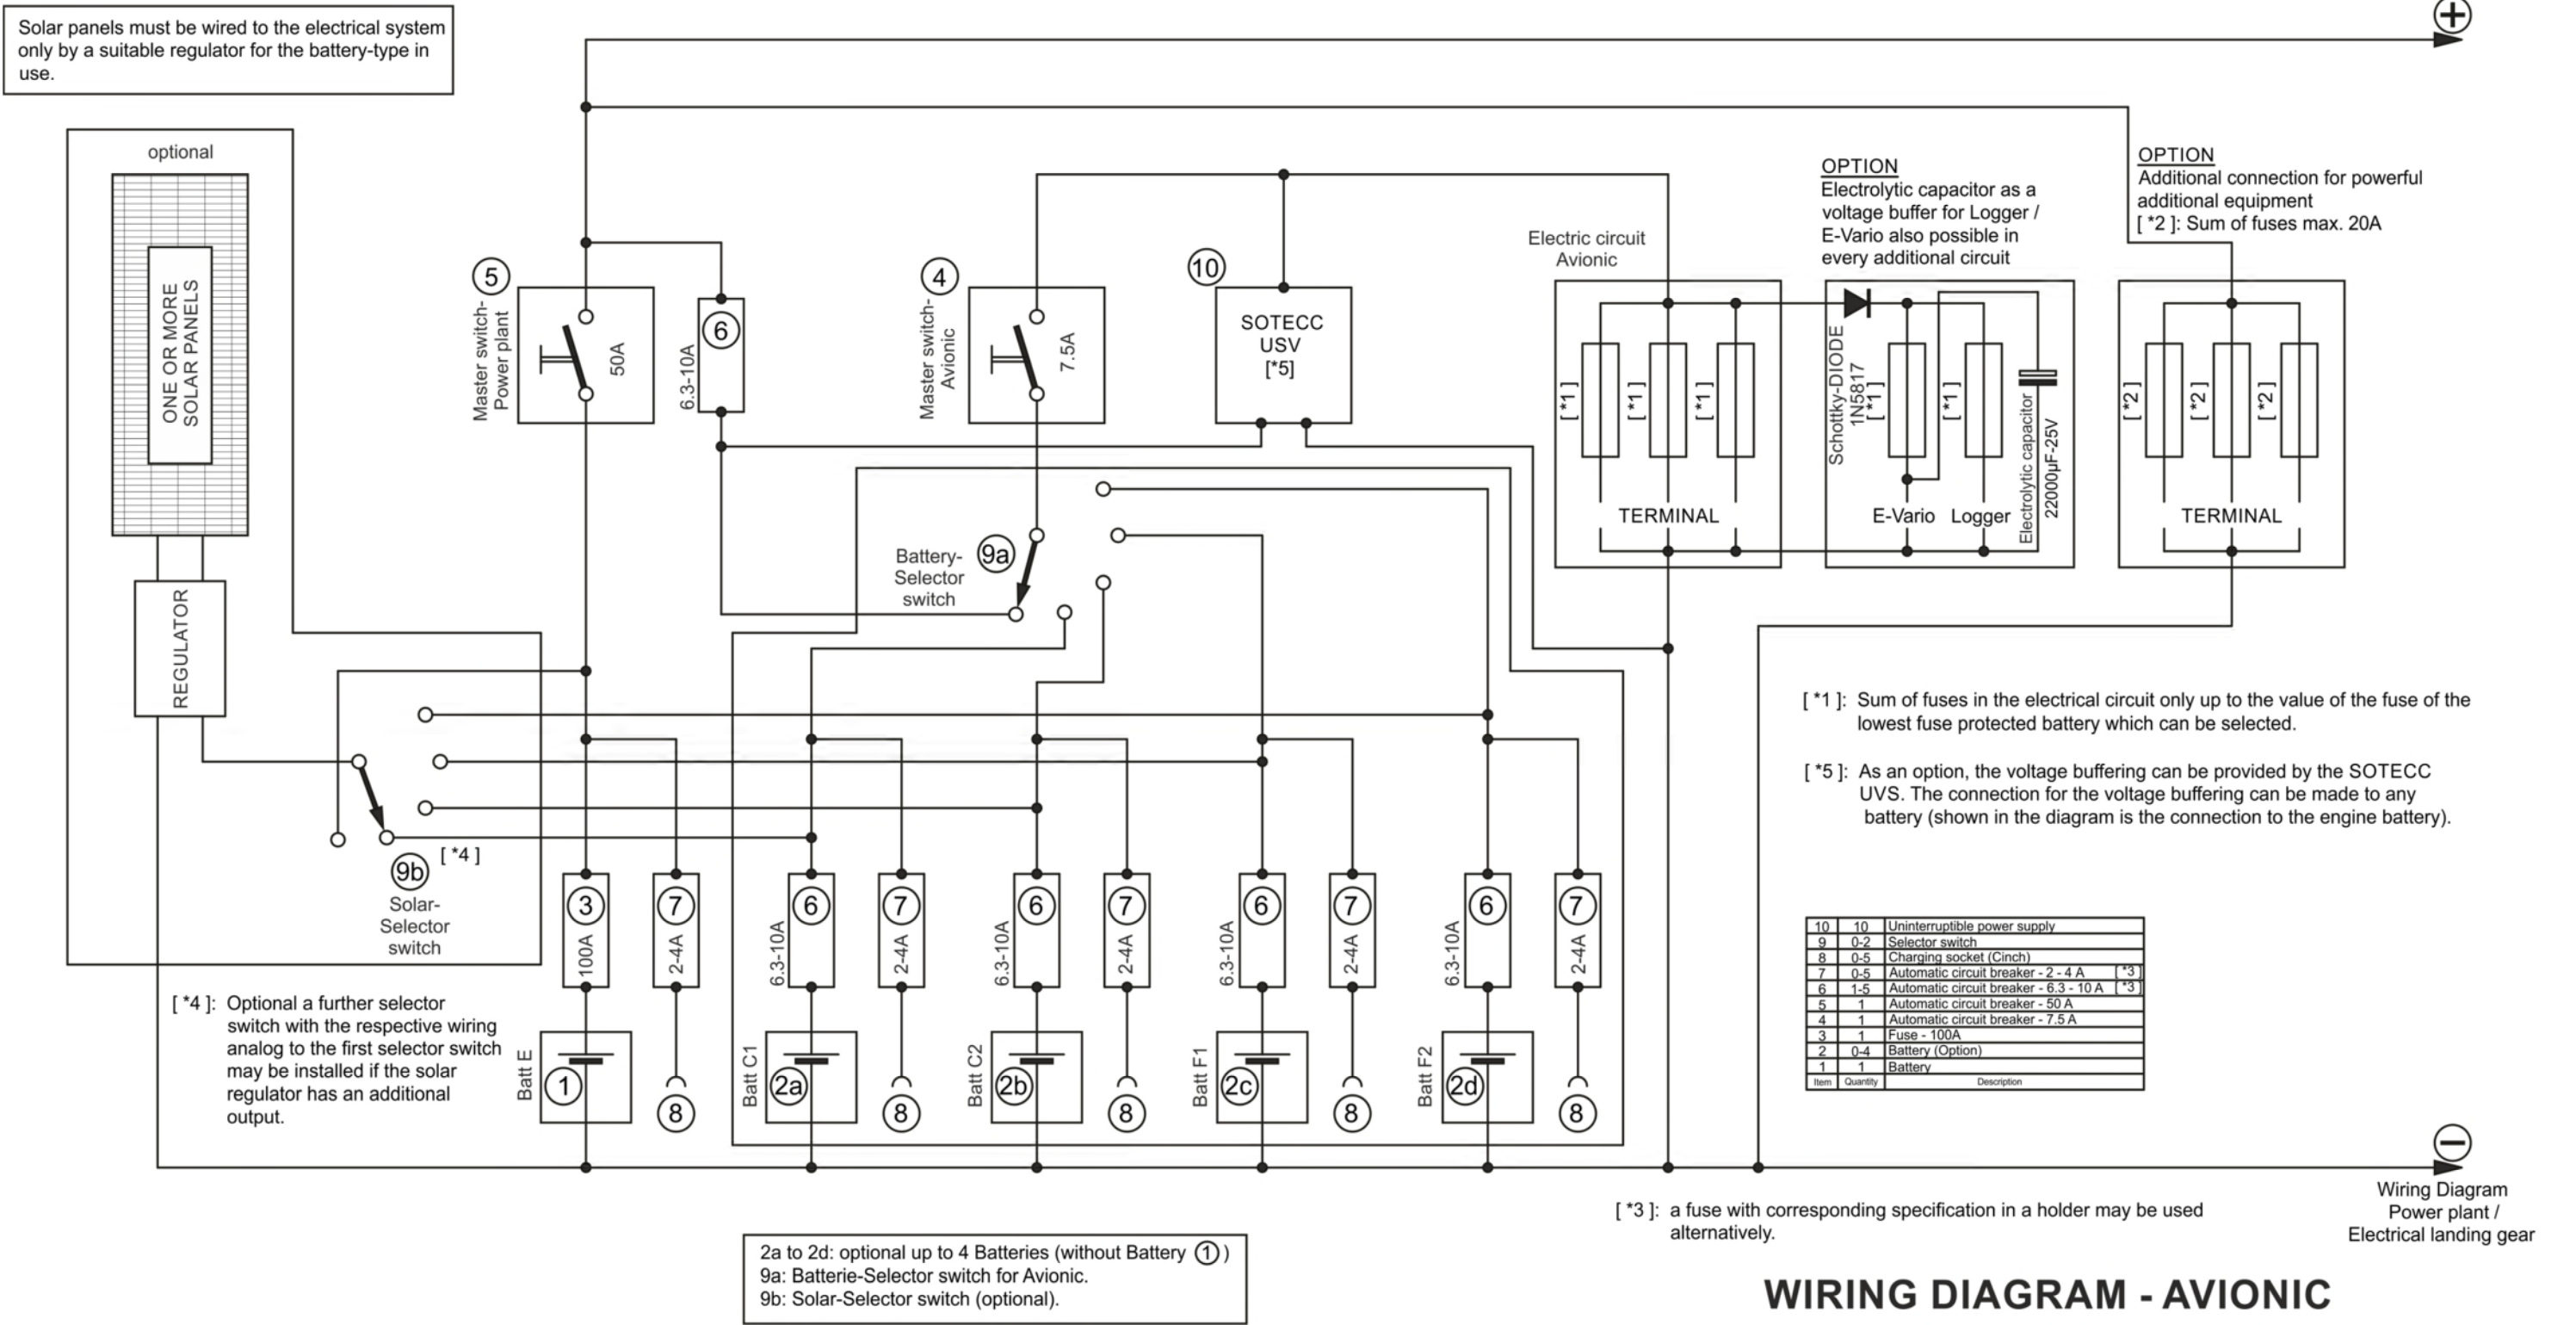 Solar panels must be wired to the electrical system
only by a suitable regulator for the battery-type in
use.
optional
ONE OR MORE
SOLAR PANELS
REGULATOR
5
Master switch-
Power plant
50A
6
6.3-10A
4
Master switch-
Avionic
7.5A
10
SOTECC
USV
[*5]
Electric circuit
Avionic
[ *1 ]
[ *1 ]
[ *1 ]
TERMINAL
OPTION
Electrolytic capacitor as a
voltage buffer for Logger /
E-Vario also possible in
every additional circuit
Schottky-DIODE
1N5817
[ *1 ]
[ *1 ]
E-Vario
Logger
Electrolytic capacitor
22000µF-25V
OPTION
Additional connection for powerful
additional equipment
[ *2 ]: Sum of fuses max. 20A
[ *2 ]
[ *2 ]
[ *2 ]
TERMINAL
Battery-
Selector
switch
9a
9b
[ *4 ]
Solar-
Selector
switch
[ *4 ]: Optional a further selector
switch with the respective wiring
analog to the first selector switch
may be installed if the solar
regulator has an additional
output.
3
100A
7
2-4A
6
6.3-10A
7
2-4A
6
6.3-10A
7
2-4A
6
6.3-10A
7
2-4A
6
6.3-10A
7
2-4A
Batt E
1
8
Batt C1
2a
8
Batt C2
2b
8
Batt F1
2c
8
Batt F2
2d
8
[ *1 ]: Sum of fuses in the electrical circuit only up to the value of the fuse of the
lowest fuse protected battery which can be selected.
[ *5 ]: As an option, the voltage buffering can be provided by the SOTECC
UVS. The connection for the voltage buffering can be made to any
battery (shown in the diagram is the connection to the engine battery).
10 10 Uninterruptible power supply
9 0-2 Selector switch
8 0-5 Charging socket (Cinch)
7 0-5 Automatic circuit breaker - 2 - 4 A [ *3 ]
6 1-5 Automatic circuit breaker - 6.3 - 10 A [ *3 ]
5 1 Automatic circuit breaker - 50 A
4 1 Automatic circuit breaker - 7.5 A
3 1 Fuse - 100A
2 0-4 Battery (Option)
1 1 Battery
Item Quantity Description
Wiring Diagram
Power plant /
Electrical landing gear
[ *3 ]: a fuse with corresponding specification in a holder may be used
alternatively.
2a to 2d: optional up to 4 Batteries (without Battery 1 )
9a: Batterie-Selector switch for Avionic.
9b: Solar-Selector switch (optional).
WIRING DIAGRAM - AVIONIC